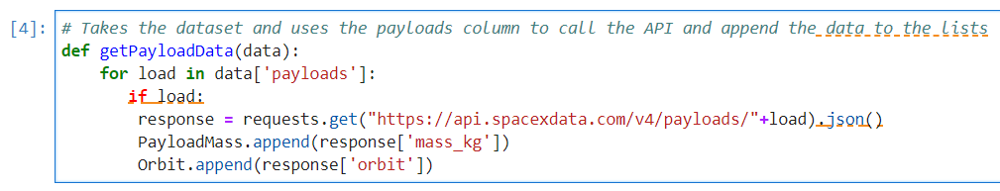 [4]: # Takes the dataset and uses the payloads column to call the API and append the data to the lists
def getPayloadData(data):
    for load in data['payloads']:
       if load:
        response = requests.get("https://api.spacexdata.com/v4/payloads/"+load).json()
        PayloadMass.append(response['mass_kg'])
        Orbit.append(response['orbit'])